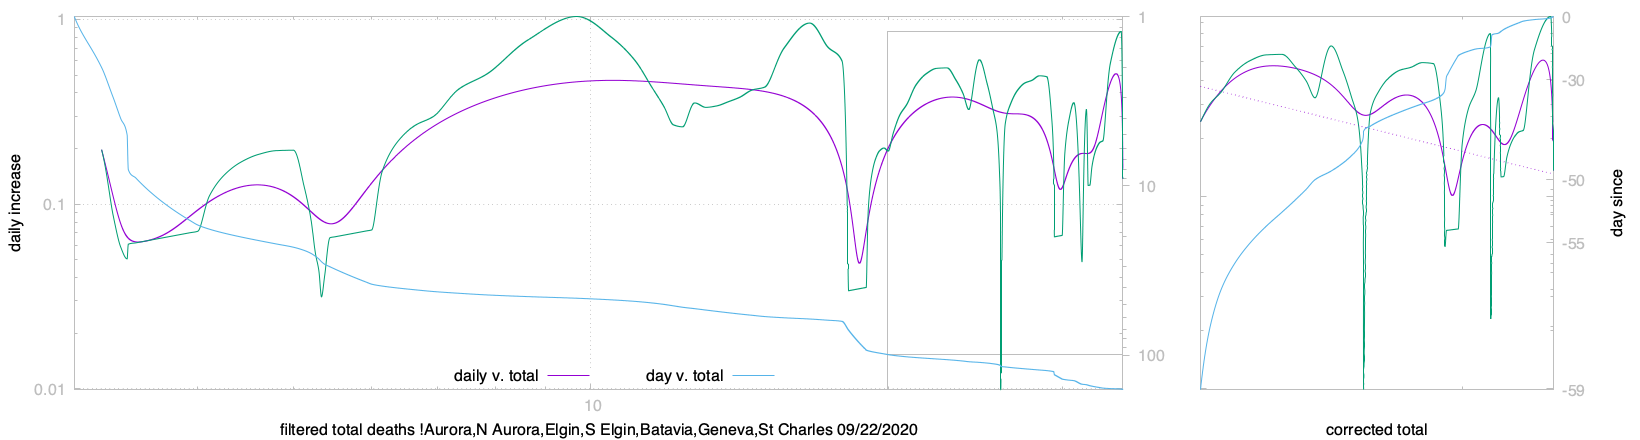 1
0.1
0.01
daily increase
10
1
10
100
daily v. total
day v. total
filtered total deaths !Aurora,N Aurora,Elgin,S Elgin,Batavia,Geneva,St Charles 09/22/2020
0
-30
-50
-55
-59
day since
corrected total